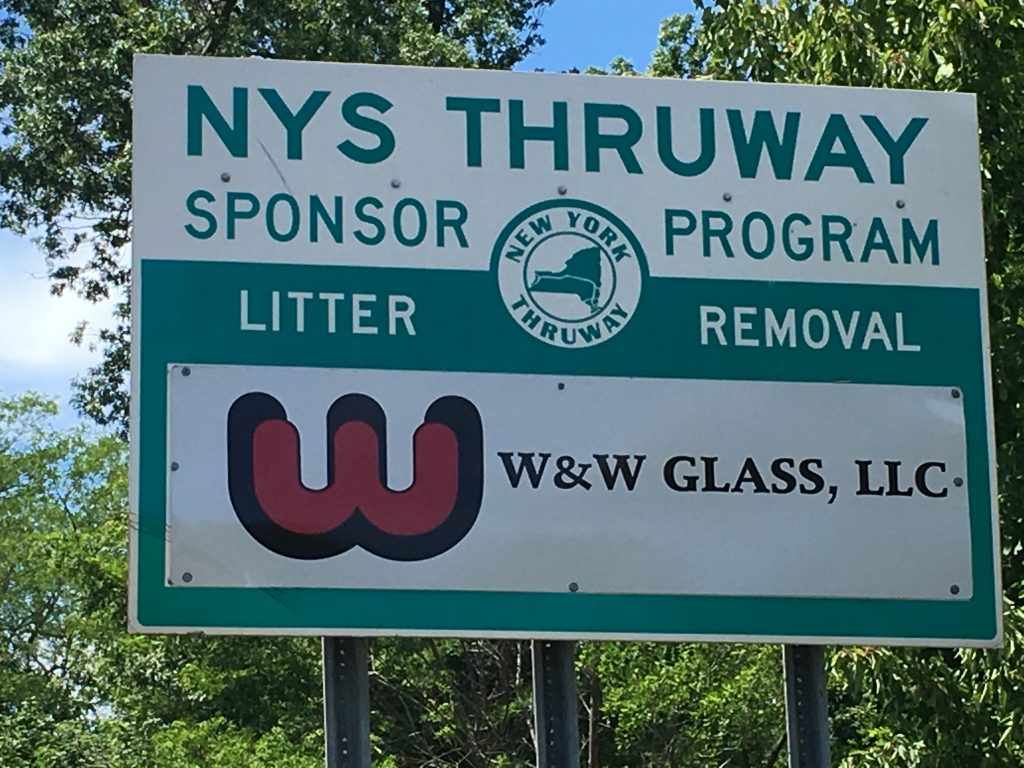 NYS THRUWAY
SPONSOR PROGRAM
NEW YORK
THRUWAY
LITTER REMOVAL
W W&W GLASS, LLC